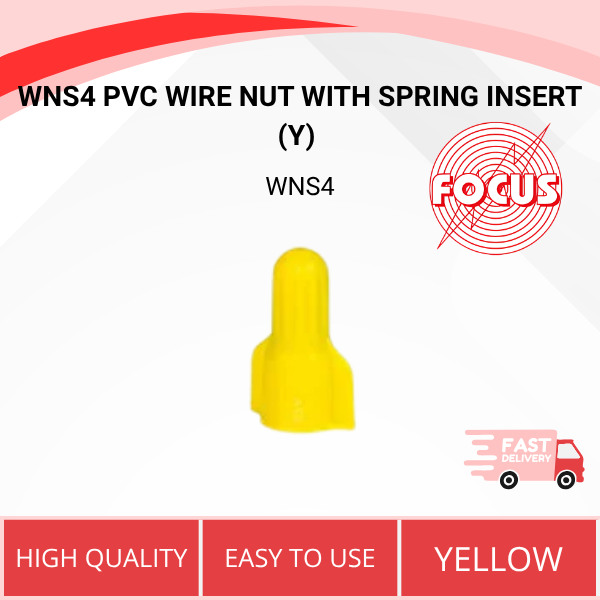 WNS4 PVC WIRE NUT WITH SPRING INSERT
(Y)
WNS4
FOCUS
FAST
DELIVERY
HIGH QUALITY
EASY TO USE
YELLOW